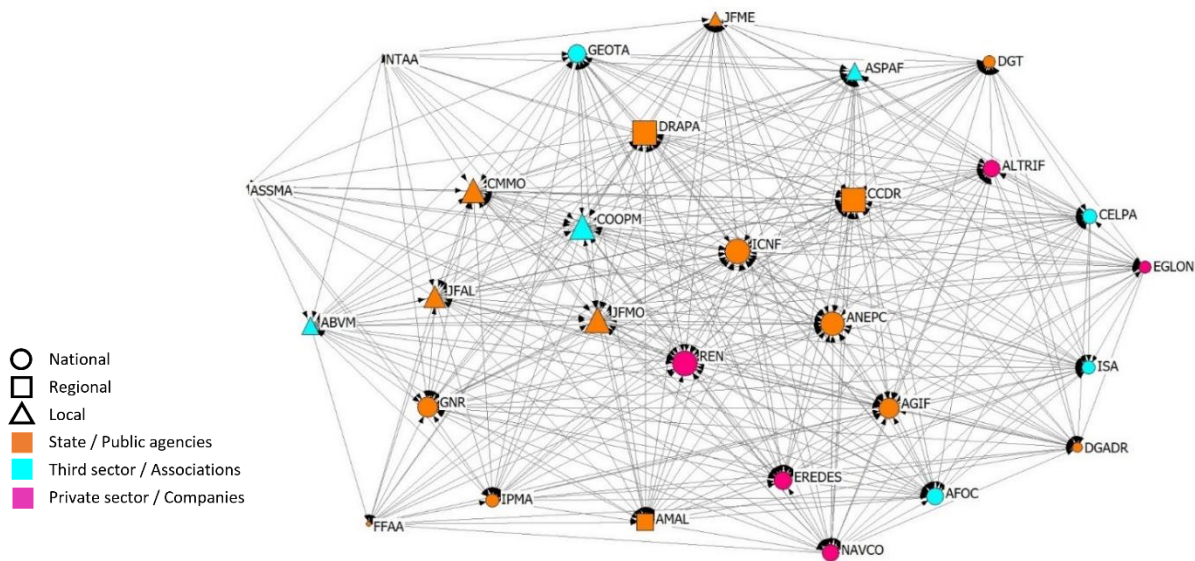 JFME
GEOTA
NTAA
DGT
ASPAF
DRAPA
ALTRIF
CMMO
ASSMA
CCDR
COOPM
CELPA
ICNF
EGLON
JFAL
JFMO
ANEPC
ABVM
REN
National
ISA
Regional
GNR
AGIF
Local
State / Public agencies
DGADR
Third sector / Associations
EREDES
AFOC
Private sector / Companies
IPMA
AMAL
FFAA
NAVCO